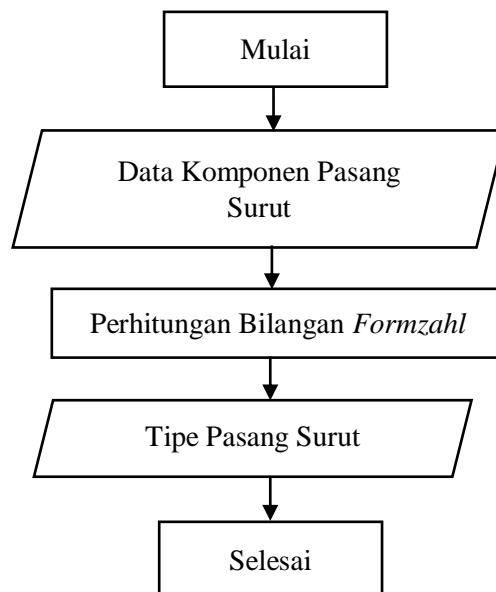 Mulai
Data Komponen Pasang
Surut
Perhitungan Bilangan Formzahl
Tipe Pasang Surut
Selesai